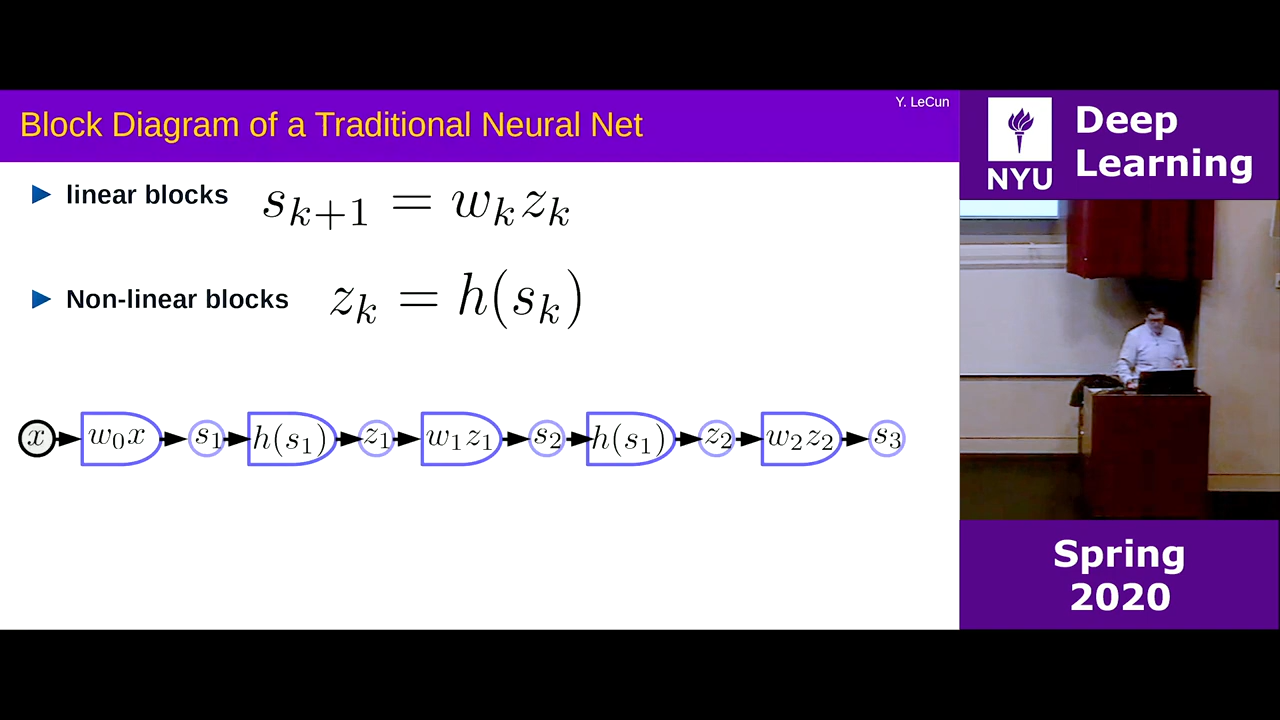 Y. LeCun
Block Diagram of a Traditional Neural Net
linear blocks s_{k+1} = w_k z_k
Non-linear blocks z_k = h(s_k)
x w_0x s_1 h(s_1) z_1 w_1z_1 s_2 h(s_1) z_2 w_2z_2 s_3
NYU
Deep
Learning
Spring
2020